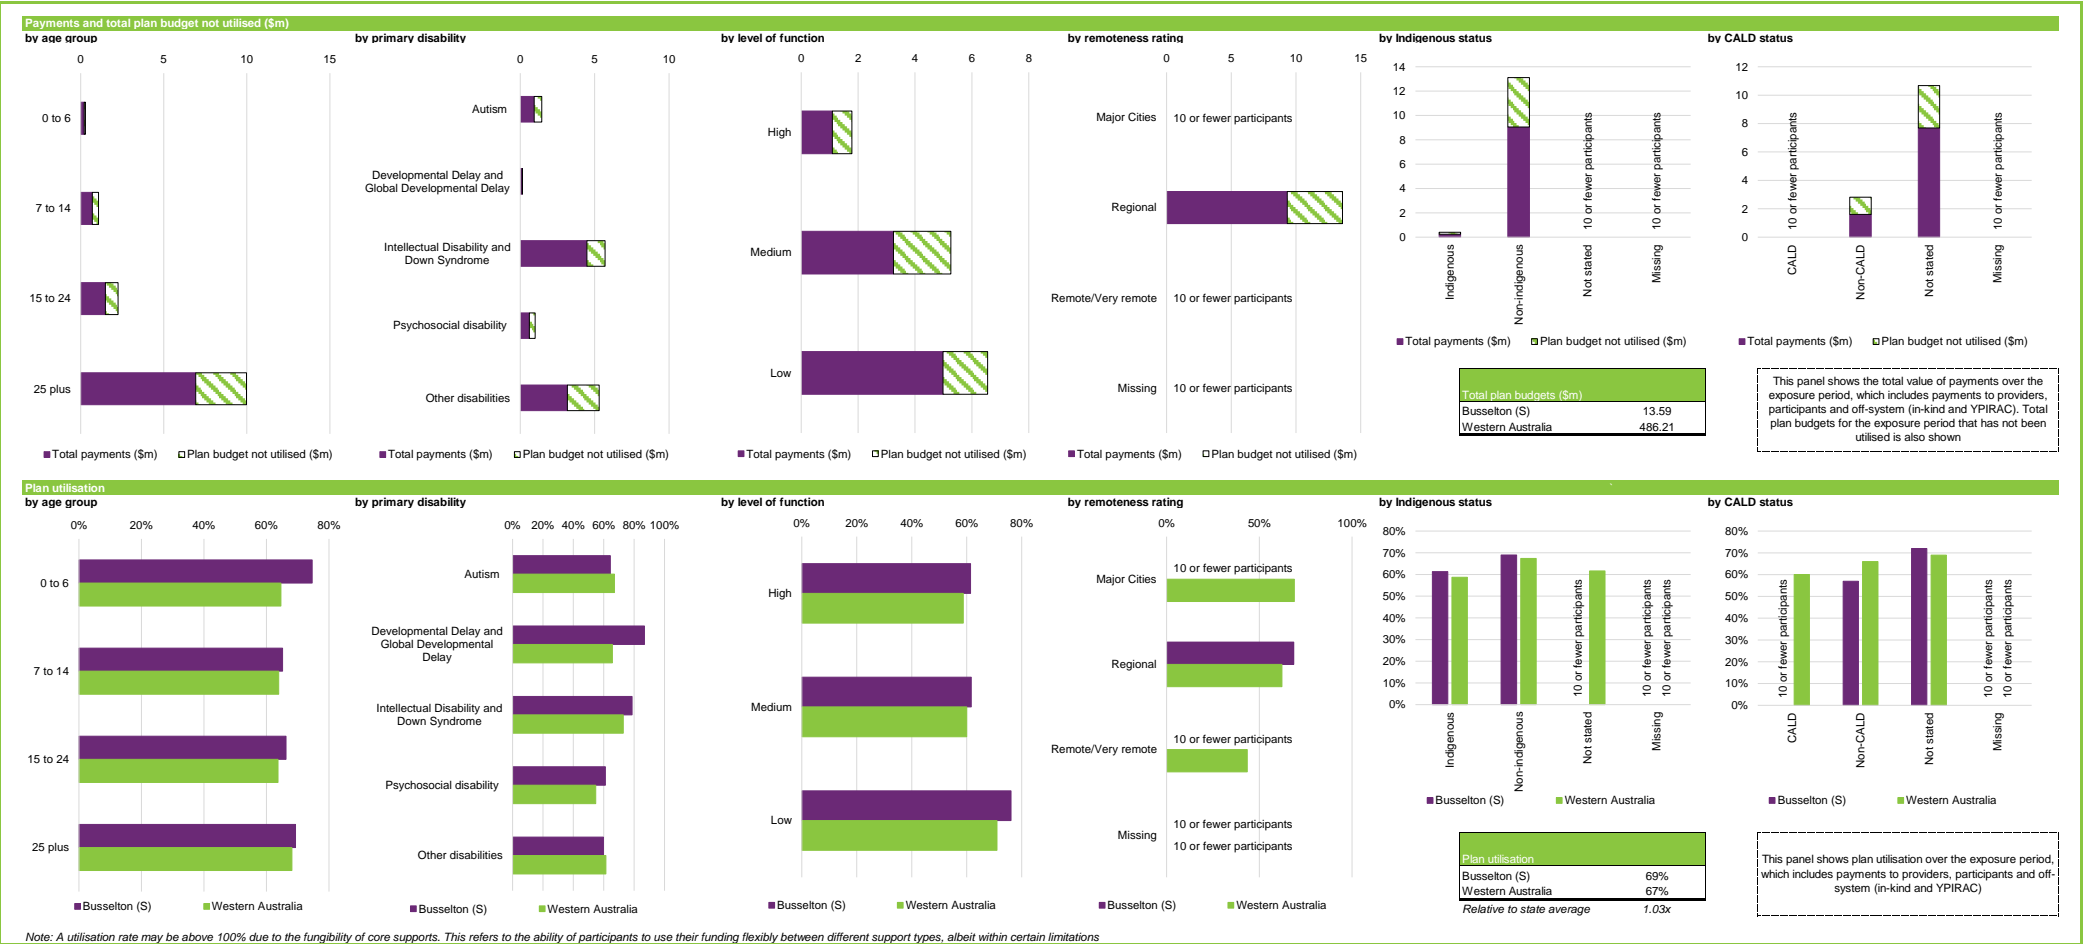 Payments and total plan budget not utilised ($m)
by age group
0 5 10 15
0 to 6
7 to 14
15 to 24
25 plus
Total payments ($m) Plan budget not utilised ($m)
by primary disability
0 5 10
Autism
Developmental Delay and
Global Developmental Delay
Intellectual Disability and
Down Syndrome
Psychosocial disability
Other disabilities
Total payments ($m) Plan budget not utilised ($m)
by level of function
0 2 4 6 8
High
Medium
Low
Total payments ($m) Plan budget not utilised ($m)
by remoteness rating
0 5 10 15
Major Cities 10 or fewer participants
Regional
Remote/Very remote 10 or fewer participants
Missing 10 or fewer participants
Total payments ($m) Plan budget not utilised ($m)
by Indigenous status
14
12
10
8
6
4
2
0
10 or fewer participants
10 or fewer participants
Indigenous
Non-indigenous
Not stated
Missing
Total payments ($m) Plan budget not utilised ($m)
Total plan budgets ($m)
Busselton (S) 13.59
Western Australia 486.21
by CALD status
12
10
8
6
4
2
0
10 or fewer participants
10 or fewer participants
CALD
Non-CALD
Not stated
Missing
Total payments ($m) Plan budget not utilised ($m)
This panel shows the total value of payments over the
exposure period, which includes payments to providers,
participants and off-system (in-kind and YPIRAC). Total
plan budgets for the exposure period that has not been
utilised is also shown
Plan utilisation
by age group
0% 20% 40% 60% 80%
0 to 6
7 to 14
15 to 24
25 plus
Busselton (S) Western Australia
by primary disability
0% 20% 40% 60% 80% 100%
Autism
Developmental Delay and
Global Developmental
Delay
Intellectual Disability and
Down Syndrome
Psychosocial disability
Other disabilities
Busselton (S) Western Australia
by level of function
0% 20% 40% 60% 80%
High
Medium
Low
Busselton (S) Western Australia
by remoteness rating
0% 50% 100%
10 or fewer participants
Major Cities
Regional
10 or fewer participants
Remote/Very remote
10 or fewer participants
Missing
10 or fewer participants
Busselton (S) Western Australia
by Indigenous status
80%
70%
60%
50%
40%
30%
20%
10%
0%
10 or fewer participants
10 or fewer participants
10 or fewer participants
Indigenous
Non-indigenous
Not stated
Missing
Busselton (S) Western Australia
Plan utilisation
Busselton (S) 69%
Western Australia 67%
Relative to state average 1.03x
by CALD status
80%
70%
60%
50%
40%
30%
20%
10%
0%
10 or fewer participants
10 or fewer participants
10 or fewer participants
CALD
Non-CALD
Not stated
Missing
Busselton (S) Western Australia
This panel shows plan utilisation over the exposure period,
which includes payments to providers, participants and off-
system (in-kind and YPIRAC)
Note: A utilisation rate may be above 100% due to the fungibility of core supports. This refers to the ability of participants to use their funding flexibly between different support types, albeit within certain limitations